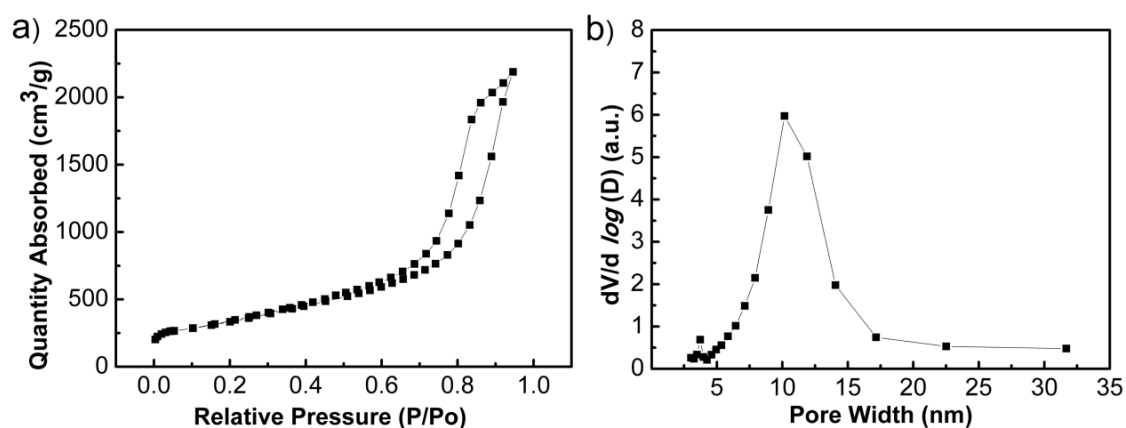 a)
Quantity Absorbed (cm³/g)
2500
2000
1500
1000
500
0
0.0 0.2 0.4 0.6 0.8 1.0
Relative Pressure (P/Po)
b)
dV/d log (D) (a.u.)
8
7
6
5
4
3
2
1
0
5 10 15 20 25 30 35
Pore Width (nm)